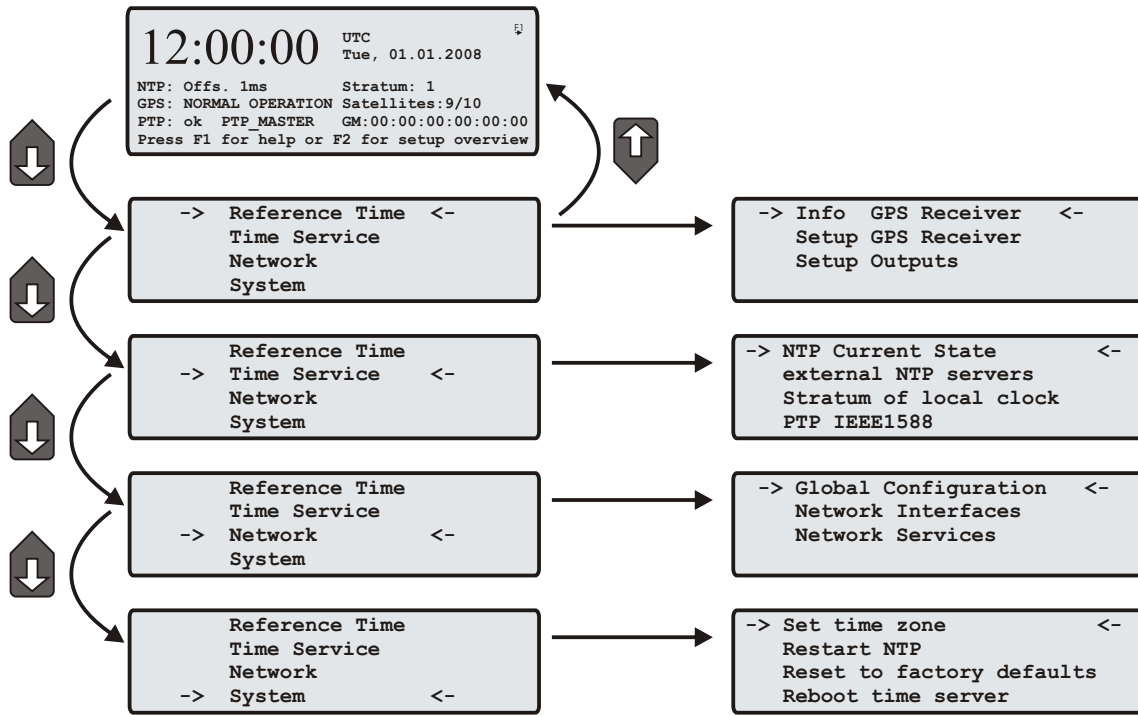 12:00:00 UTC F1
Tue, 01.01.2008
NTP: Offs. 1ms Stratum: 1
GPS: NORMAL OPERATION Satellites:9/10
PTP: ok PTP_MASTER GM:00:00:00:00:00:00
Press F1 for help or F2 for setup overview
-> Reference Time <-
Time Service
Network
System
-> Info GPS Receiver <-
Setup GPS Receiver
Setup Outputs
Reference Time
-> Time Service <-
Network
System
-> NTP Current State <-
external NTP servers
Stratum of local clock
PTP IEEE1588
Reference Time
Time Service
-> Network <-
System
-> Global Configuration <-
Network Interfaces
Network Services
Reference Time
Time Service
Network
-> System <-
-> Set time zone <-
Restart NTP
Reset to factory defaults
Reboot time server